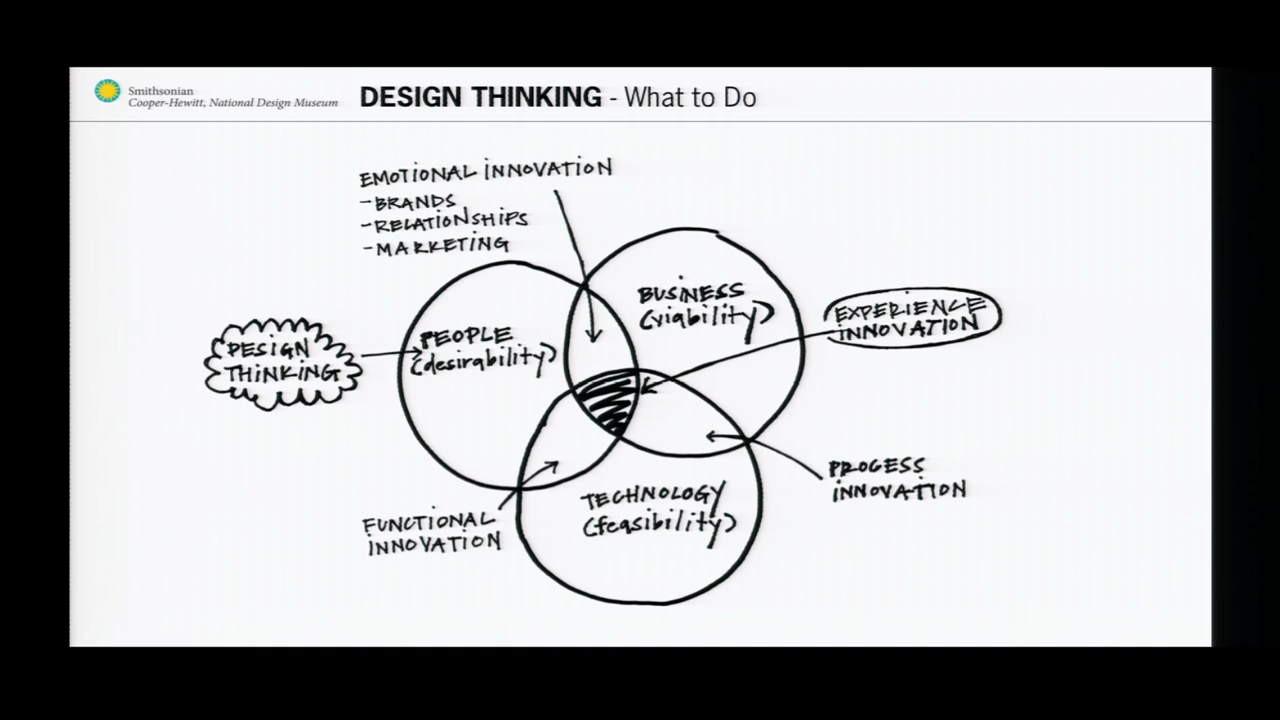 Smithsonian
Cooper-Hewitt, National Design Museum
DESIGN THINKING - What to Do
EMOTIONAL INNOVATION
- BRANDS
- RELATIONSHIPS
- MARKETING
BUSINESS
(viability)
EXPERIENCE
INNOVATION
PEOPLE
(desirability)
DESIGN
THINKING
PROCESS
INNOVATION
TECHNOLOGY
(feasibility)
FUNCTIONAL
INNOVATION